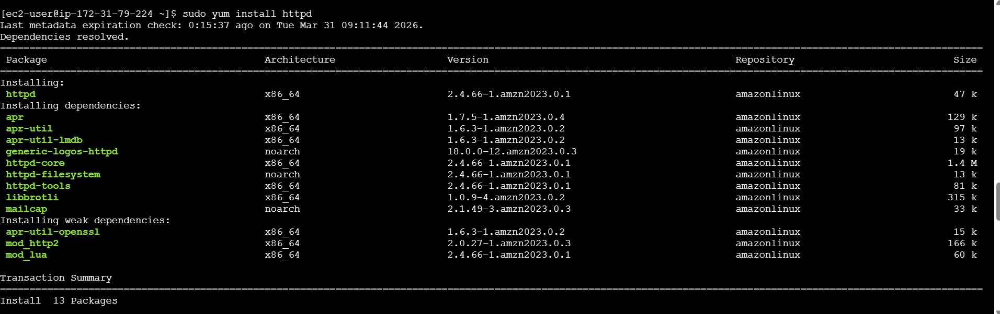 [ec2-user@ip-172-31-79-224 ~]$ sudo yum install httpd
Last metadata expiration check: 0:15:37 ago on Tue Mar 31 09:11:44 2026.
Dependencies resolved.
================================================================================
Package Architecture Version Repository Size
================================================================================
Installing:
httpd x86_64 2.4.66-1.amzn2023.0.1 amazonlinux 47 k
Installing dependencies:
apr x86_64 1.7.5-1.amzn2023.0.4 amazonlinux 129 k
apr-util x86_64 1.6.3-1.amzn2023.0.2 amazonlinux 97 k
apr-util-lmdb x86_64 1.6.3-1.amzn2023.0.2 amazonlinux 13 k
generic-logos-httpd noarch 18.0.0-12.amzn2023.0.3 amazonlinux 19 k
httpd-core x86_64 2.4.66-1.amzn2023.0.1 amazonlinux 1.4 M
httpd-filesystem noarch 2.4.66-1.amzn2023.0.1 amazonlinux 13 k
httpd-tools x86_64 2.4.66-1.amzn2023.0.1 amazonlinux 81 k
libbrotli x86_64 1.0.9-4.amzn2023.0.2 amazonlinux 315 k
mailcap noarch 2.1.49-3.amzn2023.0.3 amazonlinux 33 k
Installing weak dependencies:
apr-util-openssl x86_64 1.6.3-1.amzn2023.0.2 amazonlinux 15 k
mod_http2 x86_64 2.0.27-1.amzn2023.0.3 amazonlinux 166 k
mod_lua x86_64 2.4.66-1.amzn2023.0.1 amazonlinux 60 k
Transaction Summary
================================================================================
Install 13 Packages